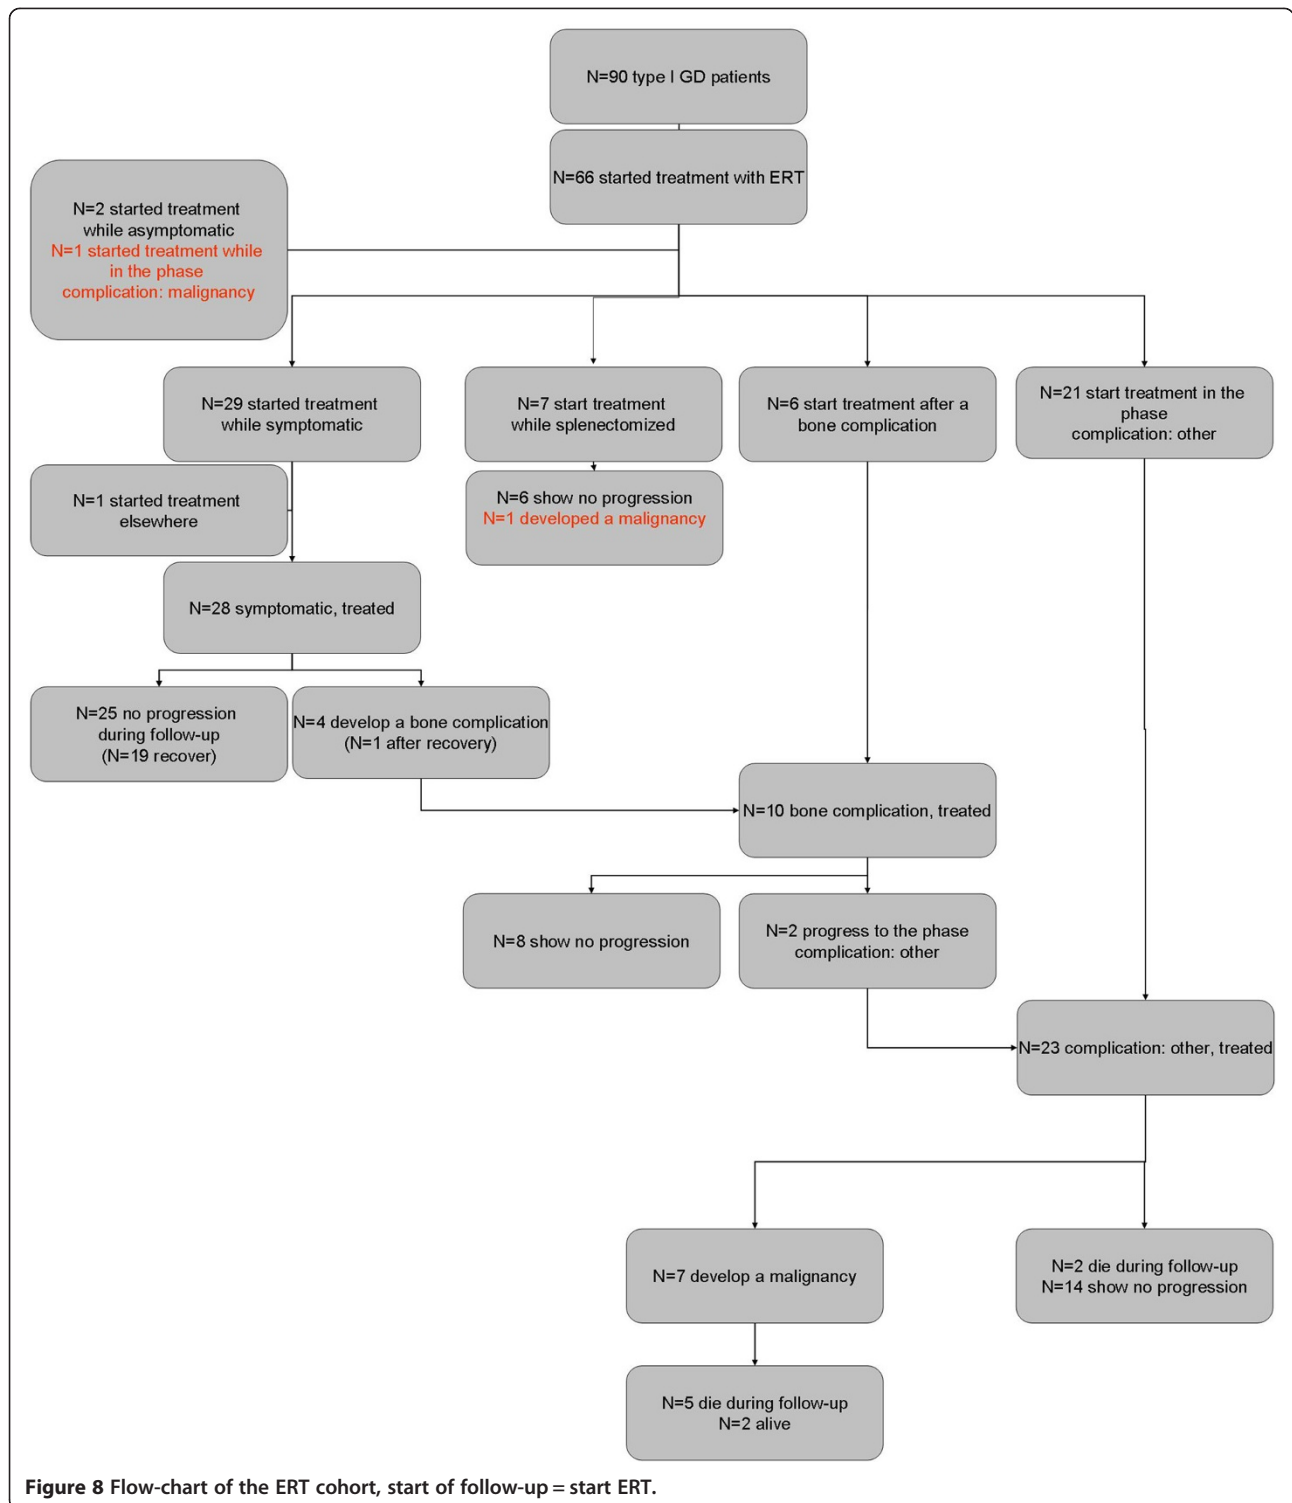 N=90 type I GD patients
N=66 started treatment with ERT
N=2 started treatment
while asymptomatic
N=1 started treatment while
in the phase
complication: malignancy
N=29 started treatment
while symptomatic
N=7 start treatment
while splenectomized
N=6 start treatment after a
bone complication
N=21 start treatment in the
phase
complication: other
N=1 started treatment
elsewhere
N=6 show no progression
N=1 developed a malignancy
N=28 symptomatic, treated
N=25 no progression
during follow-up
(N=19 recover)
N=4 develop a bone complication
(N=1 after recovery)
N=10 bone complication, treated
N=8 show no progression
N=2 progress to the phase
complication: other
N=23 complication: other, treated
N=7 develop a malignancy
N=2 die during follow-up
N=14 show no progression
N=5 die during follow-up
N=2 alive
Figure 8 Flow-chart of the ERT cohort, start of follow-up = start ERT.